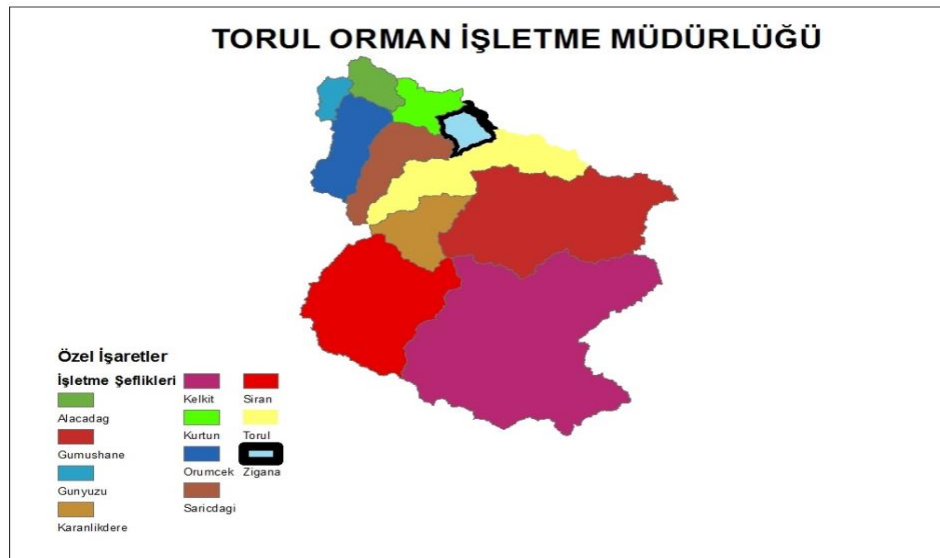 TORUL ORMAN İŞLETME MÜDÜRLÜĞÜ
Özel İşaretler
İşletme Şeflikleri
Alacadag
Gumushane
Gunyuzu
Karanlikdere
Kelkit
Kurtun
Orumcek
Saricdagi
Siran
Torul
Zigana